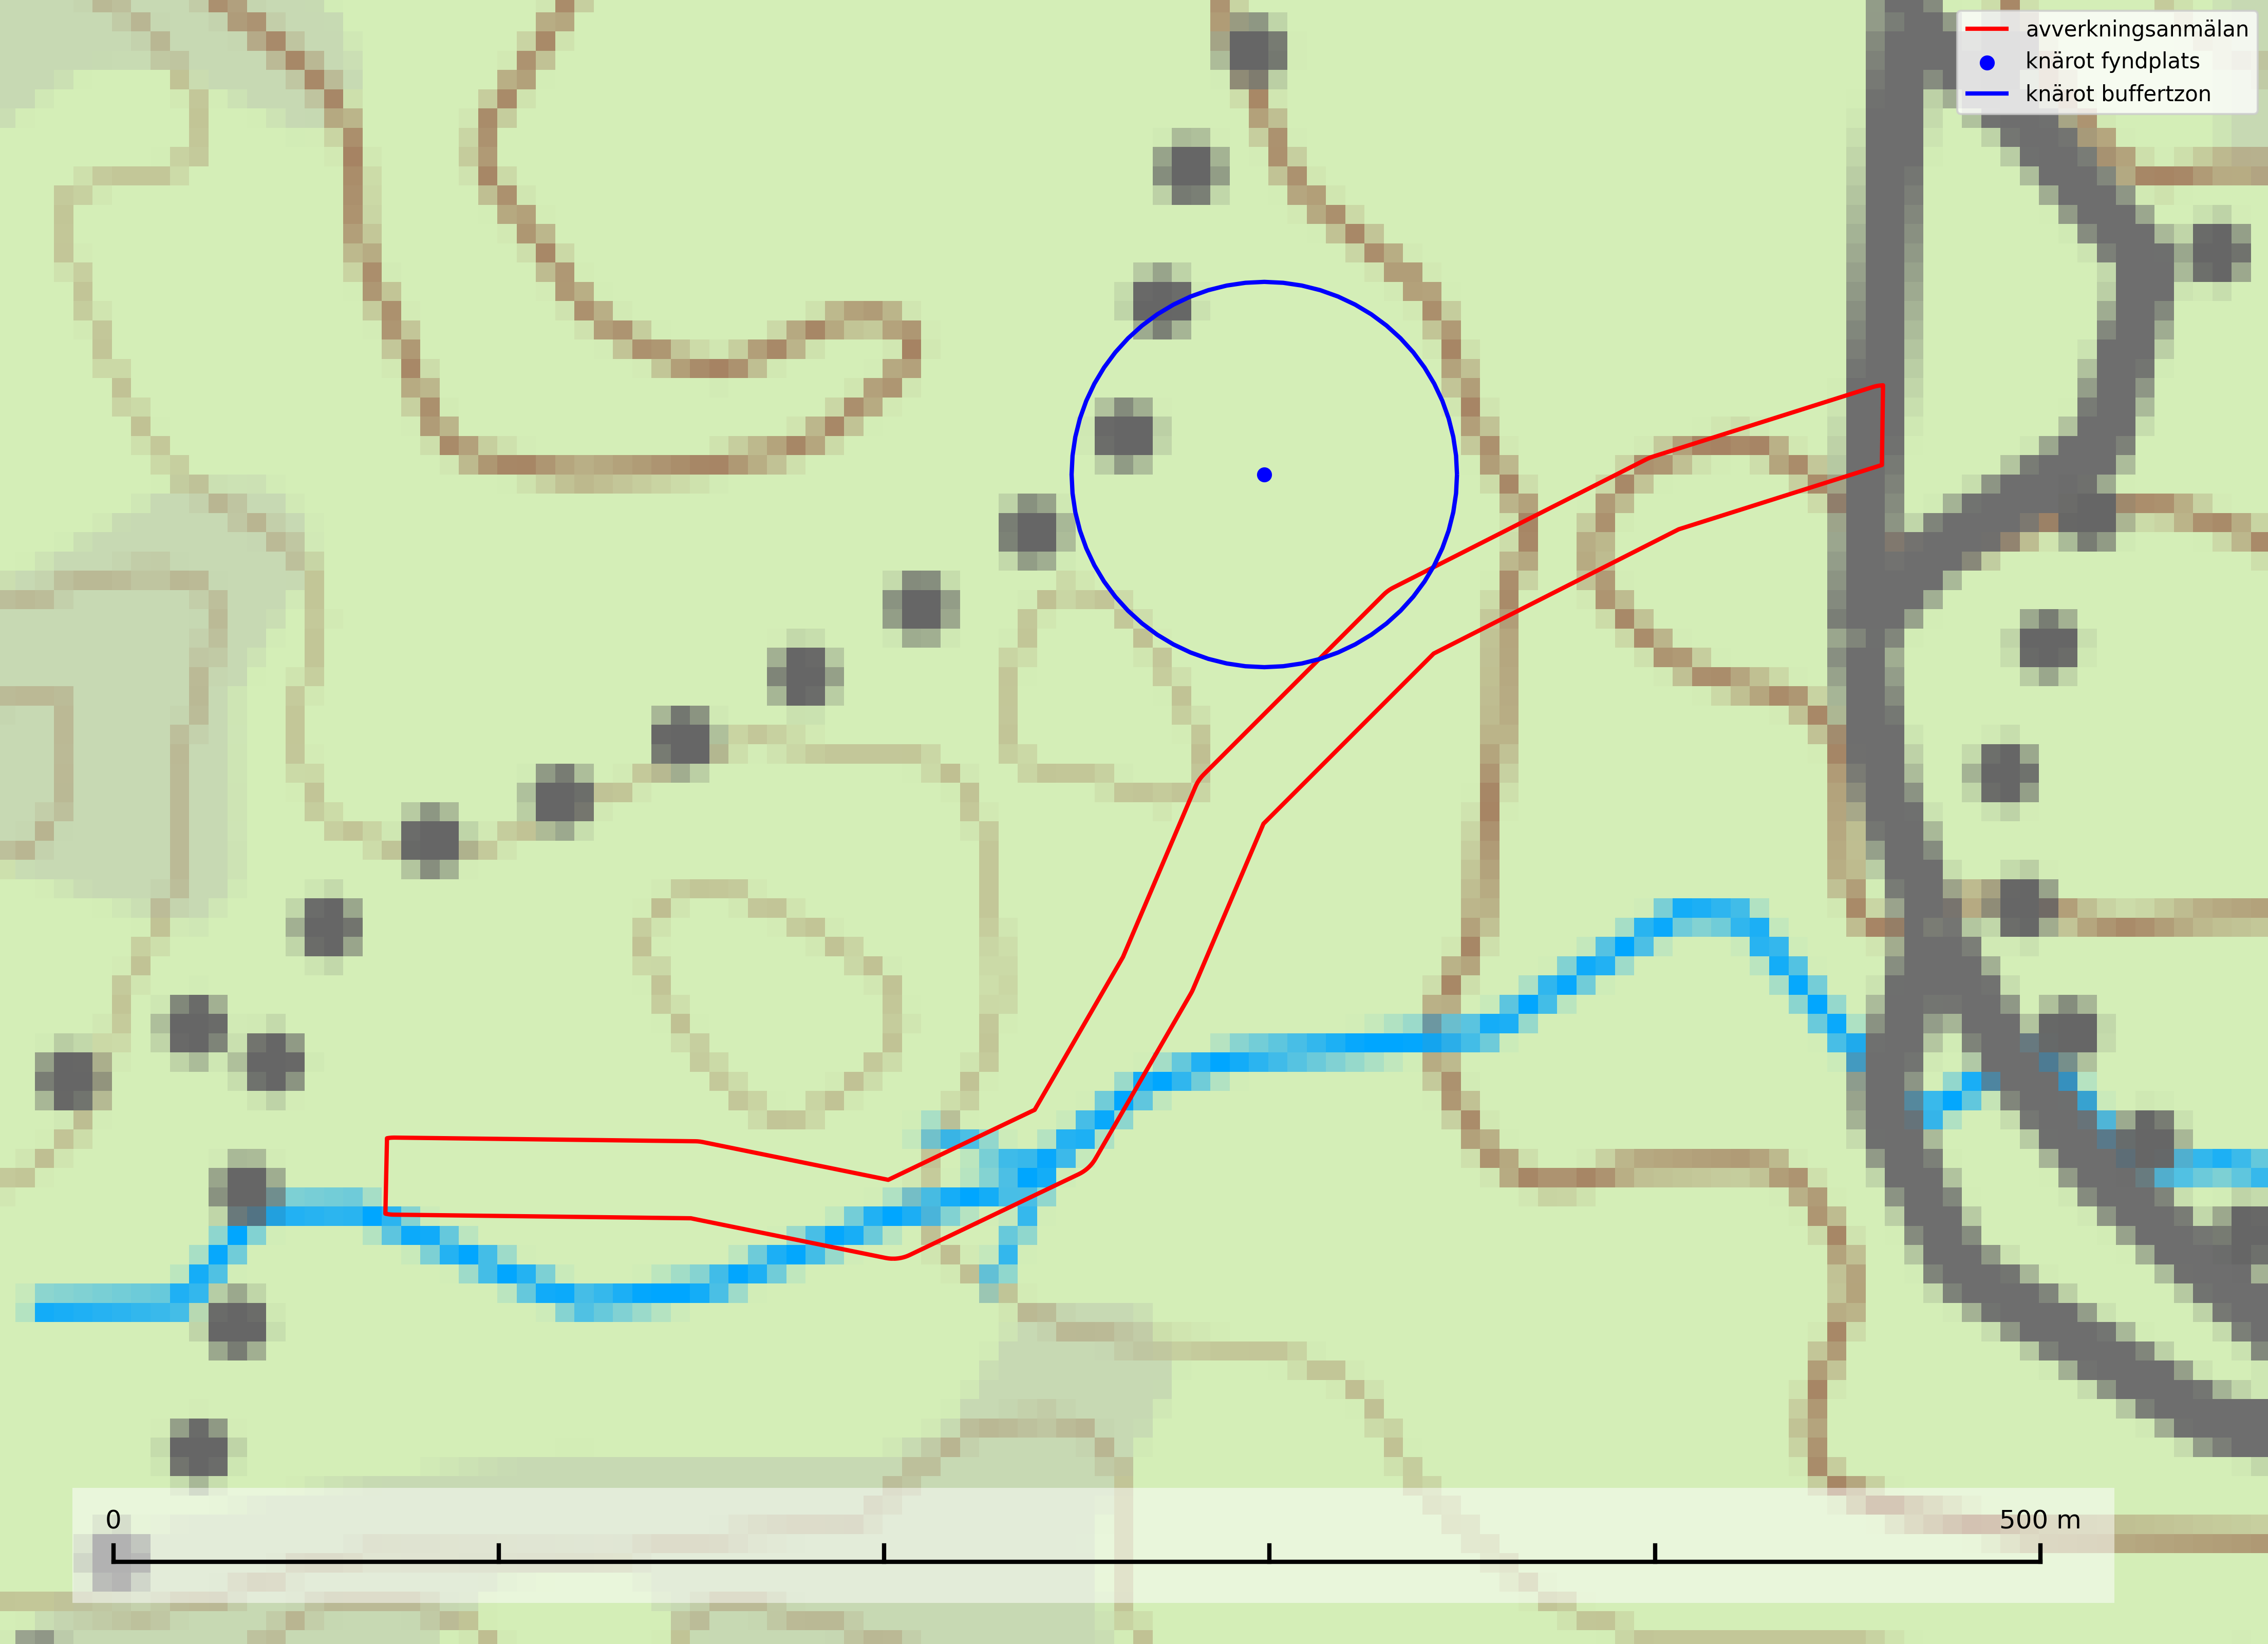 avverkningsanmälan
knärot fyndplats
knärot buffertzon
0
500 m